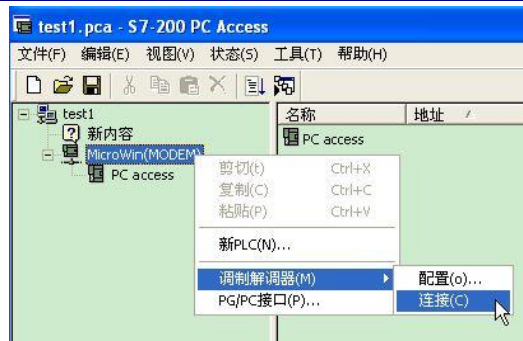 test1.pca - S7-200 PC Access
文件(F) 编辑(E) 视图(V) 状态(S) 工具(T) 帮助(H)
test1
新内容
MicroWin(MODEM)
PC access
名称 地址
PC access
剪切(t) Ctrl+X
复制(C) Ctrl+C
粘贴(P) Ctrl+V
新PLC(N)...
调制解调器(M)
PG/PC接口(P)...
配置(o)...
连接(C)